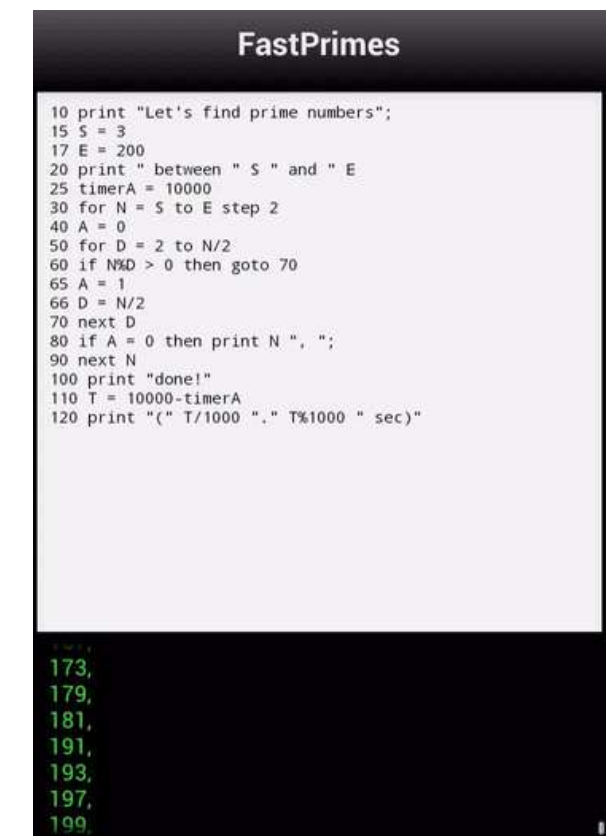 FastPrimes
10 print "Let's find prime numbers";
15 S = 3
17 E = 200
20 print " between " S " and " E
25 timerA = 10000
30 for N = S to E step 2
40 A = 0
50 for D = 2 to N/2
60 if N%D > 0 then goto 70
65 A = 1
66 D = N/2
70 next D
80 if A = 0 then print N ", ";
90 next N
100 print "done!"
110 T = 10000-timerA
120 print "(" T/1000 "." T%1000 " sec)"
173,
179,
181,
191,
193,
197,
199,